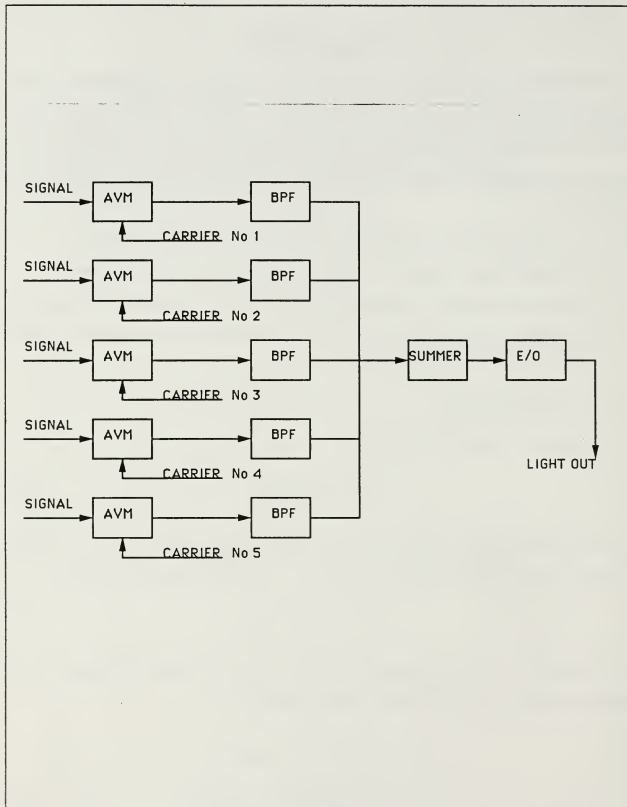 SIGNAL AVM BPF
CARRIER No 1
SIGNAL AVM BPF
CARRIER No 2
SIGNAL AVM BPF SUMMER E/O
CARRIER No 3
SIGNAL AVM BPF
CARRIER No 4
LIGHT OUT
SIGNAL AVM BPF
CARRIER No 5